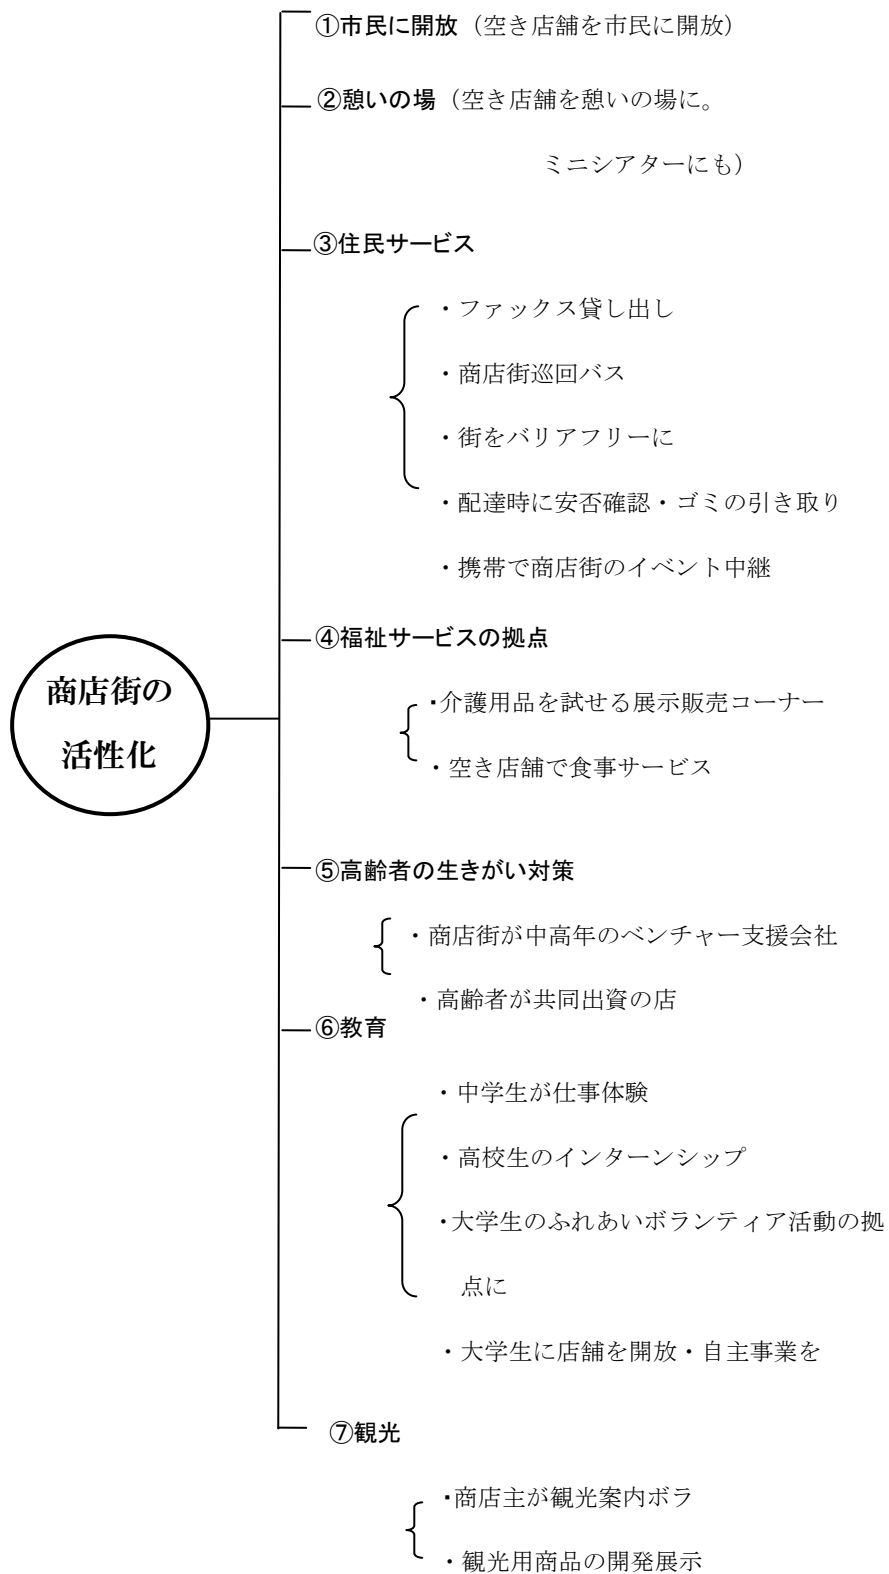 ①市民に開放（空き店舗を市民に開放）
②憩いの場（空き店舗を憩いの場に。
ミニシアターにも）
③住民サービス
・ファックス貸し出し
・商店街巡回バス
・街をバリアフリーに
・配達時に安否確認・ゴミの引き取り
・携帯で商店街のイベント中継
④福祉サービスの拠点
商店街の
活性化
・介護用品を試せる展示販売コーナー
・空き店舗で食事サービス
⑤高齢者の生きがい対策
・商店街が中高年のベンチャー支援会社
・高齢者が共同出資の店
⑥教育
・中学生が仕事体験
・高校生のインターンシップ
・大学生のふれあいボランティア活動の拠
点に
・大学生に店舗を開放・自主事業を
⑦観光
・商店主が観光案内ボラ
・観光用商品の開発展示